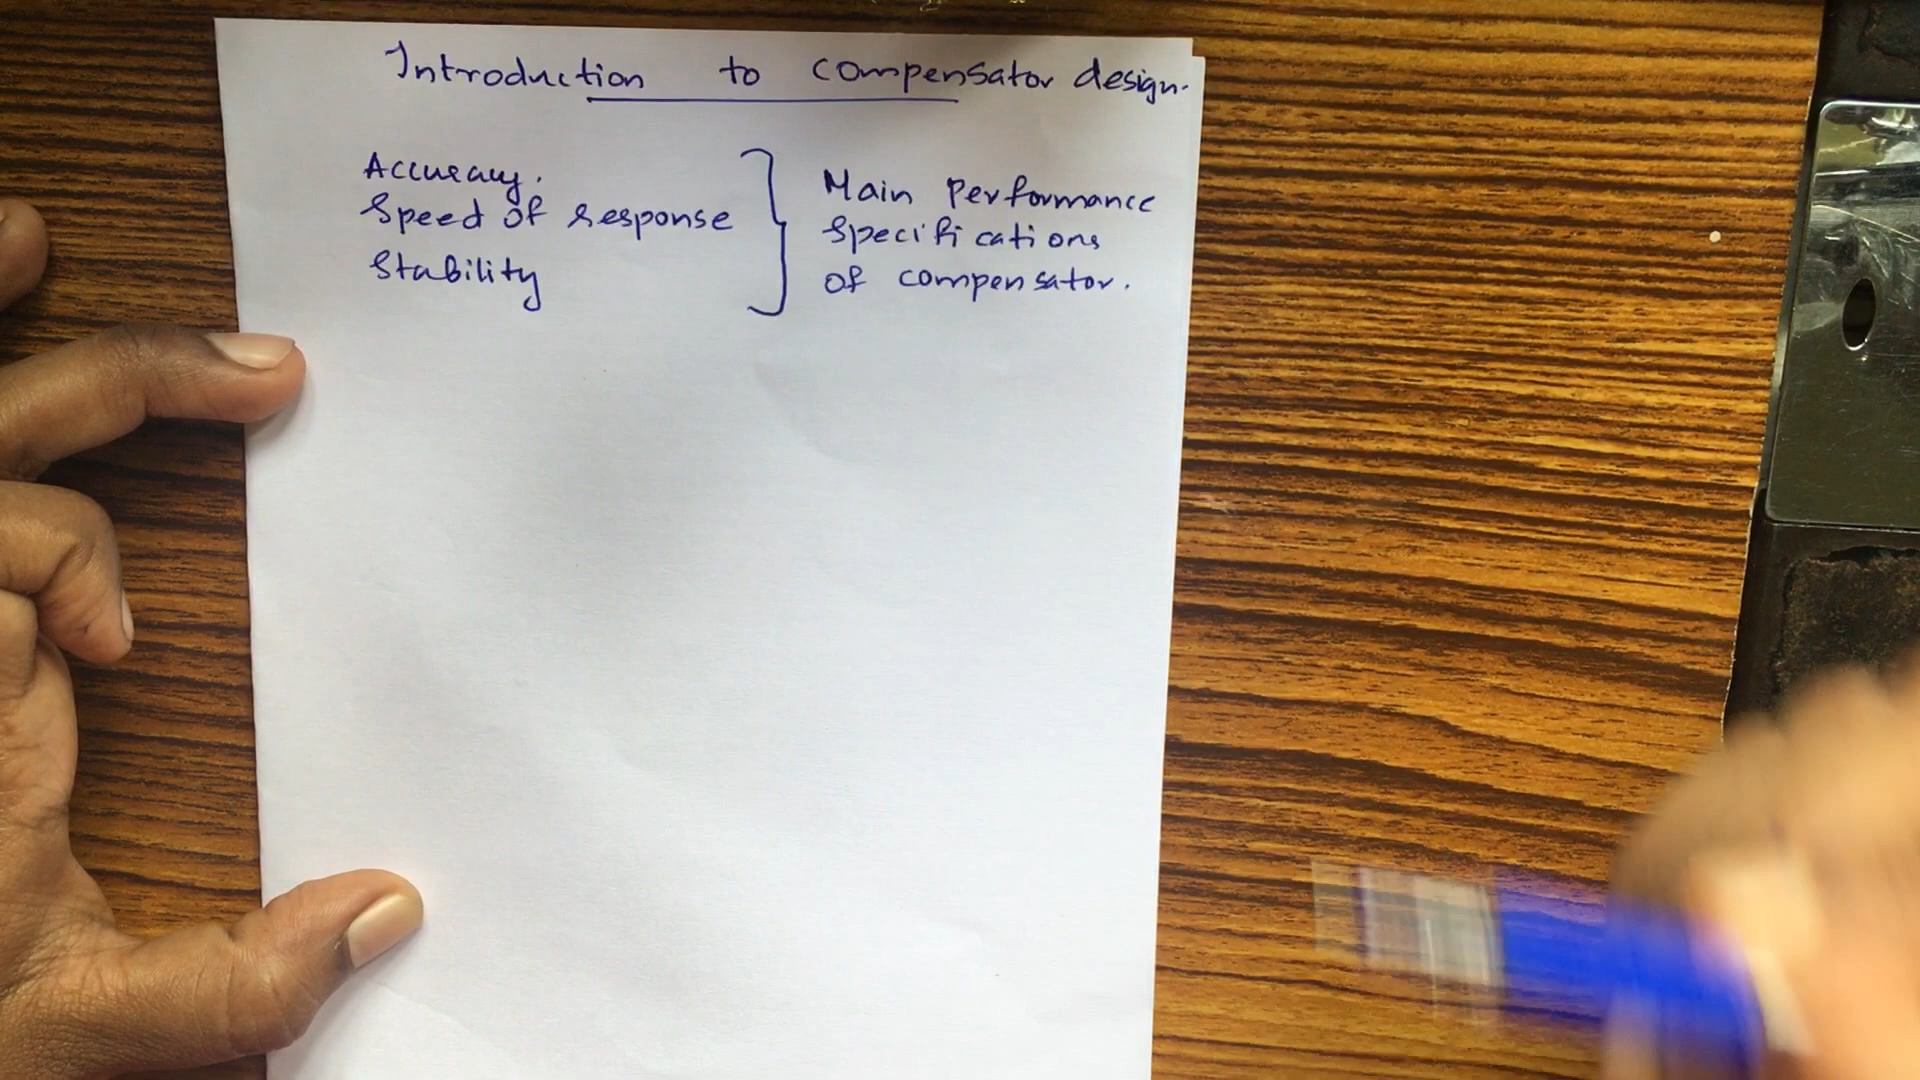 Introduction to compensator design.
Accuracy.
Speed of response
Stability
Main Performance
Specifications
of compensator.